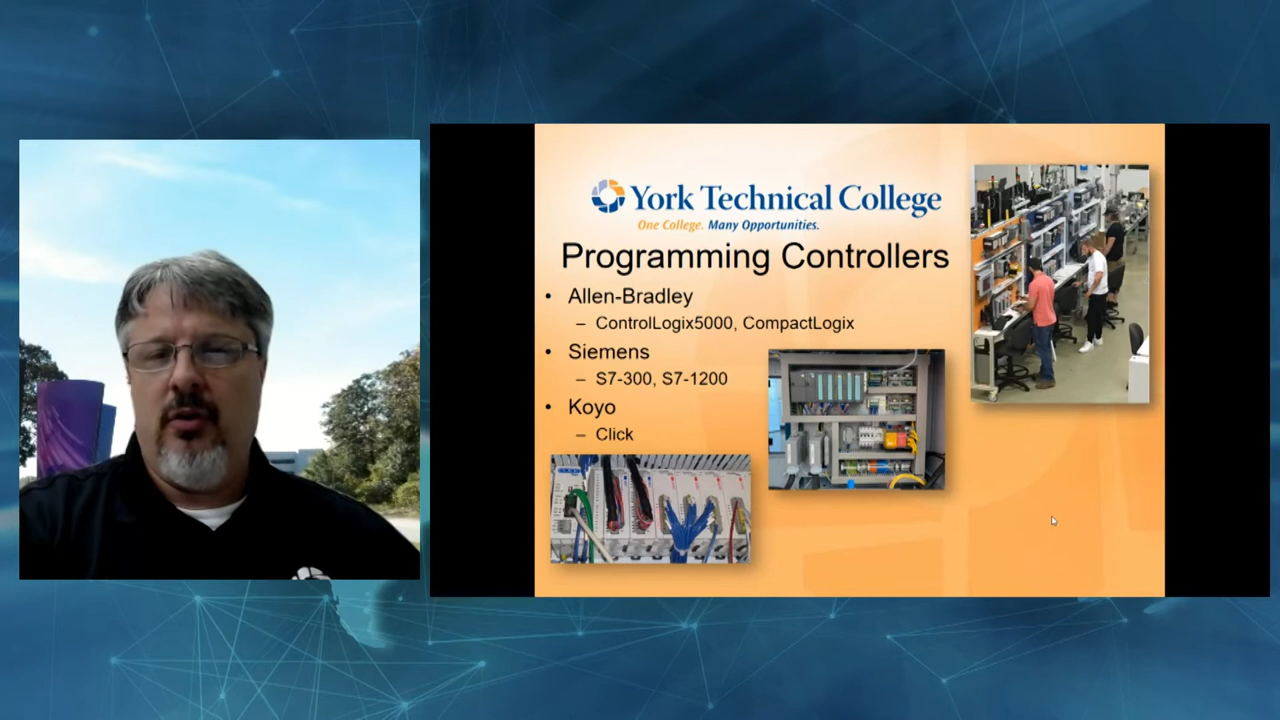 York Technical College
One College. Many Opportunities.
Programming Controllers
• Allen-Bradley
– ControlLogix5000, CompactLogix
• Siemens
– S7-300, S7-1200
• Koyo
– Click